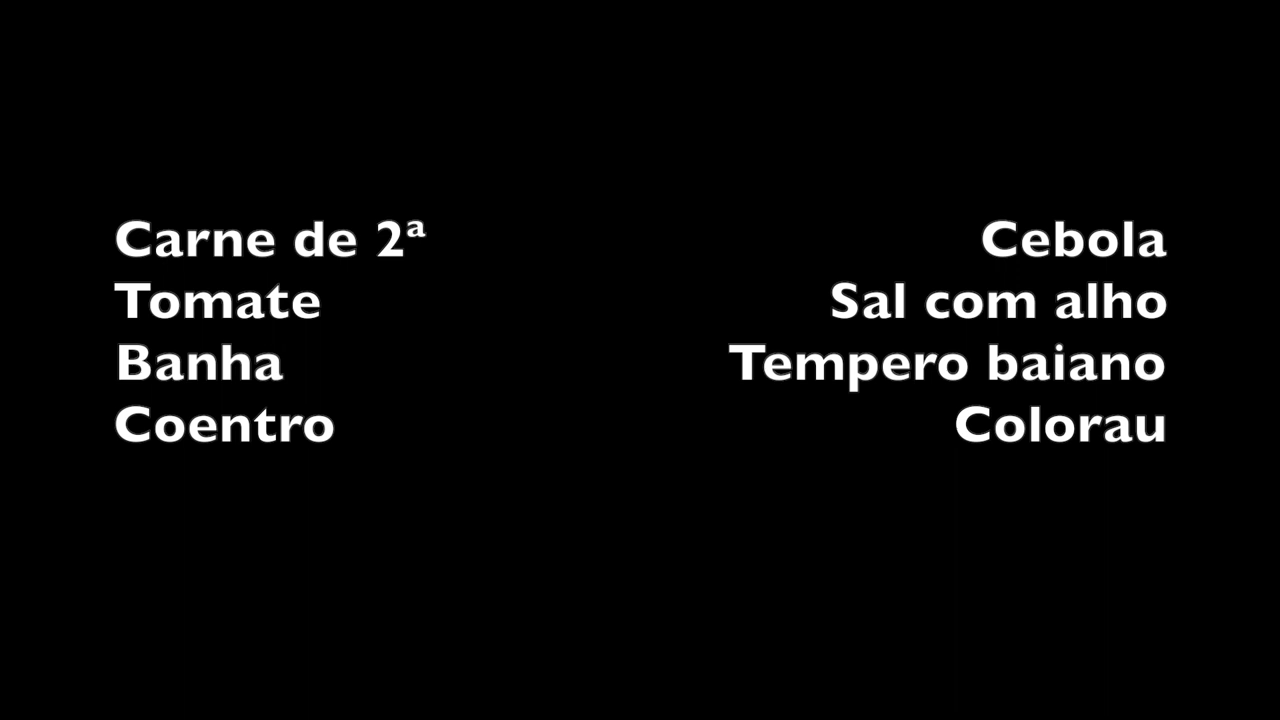 Carne de 2ª
Tomate
Banha
Coentro
Cebola
Sal com alho
Tempero baiano
Colorau